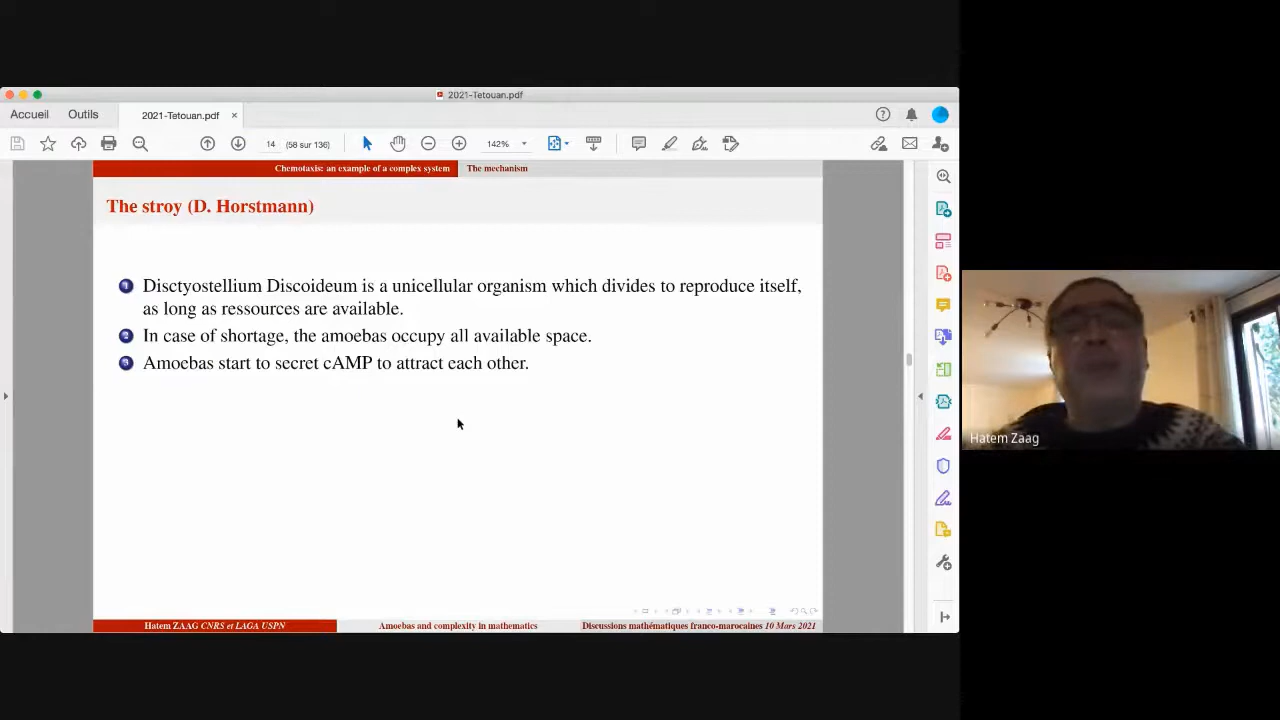 2021-Tetouan.pdf
Accueil Outils 2021-Tetouan.pdf ×
14 (58 sur 136) 142%
Chemotaxis: an example of a complex system The mechanism
The stroy (D. Horstmann)
1 Disctyostellium Discoideum is a unicellular organism which divides to reproduce itself,
as long as ressources are available.
2 In case of shortage, the amoebas occupy all available space.
3 Amoebas start to secret cAMP to attract each other.
Hatem Zaag
Hatem ZAAG CNRS et LAGA USPN Amoebas and complexity in mathematics Discussions mathématiques franco-marocaines 10 Mars 2021